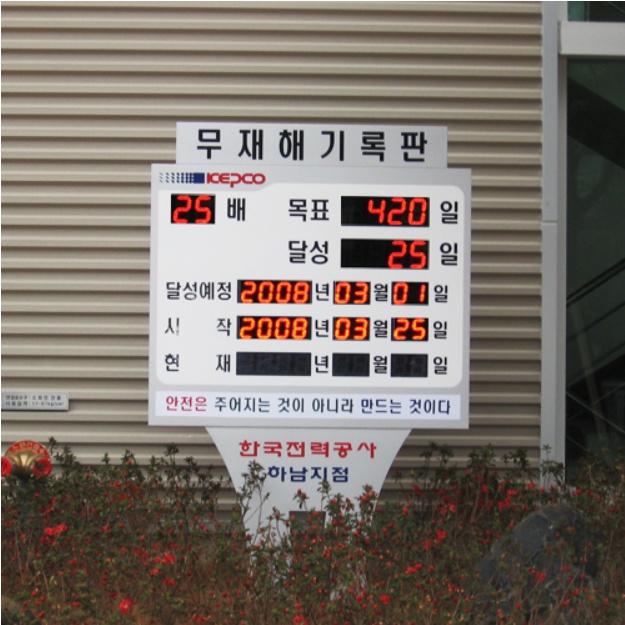 무재해기록판
KEPCO
25 배 목표 420 일
달성 25 일
달성예정 2008 년 03 월 01 일
시 작 2008 년 03 월 25 일
현 재 년 월 일
안전은 주어지는 것이 아니라 만드는 것이다
한국전력공사
하남지점